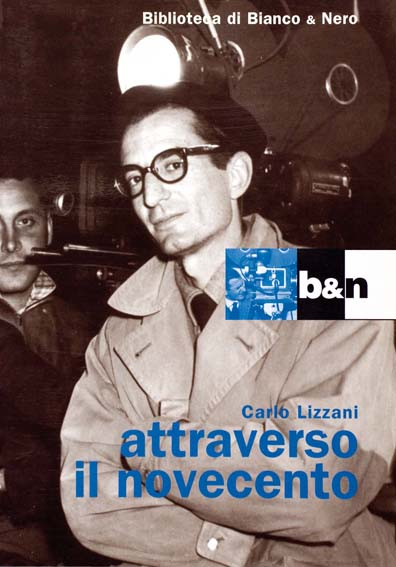 Biblioteca di Bianco & Nero
b&n
Carlo Lizzani
attraverso
il novecento